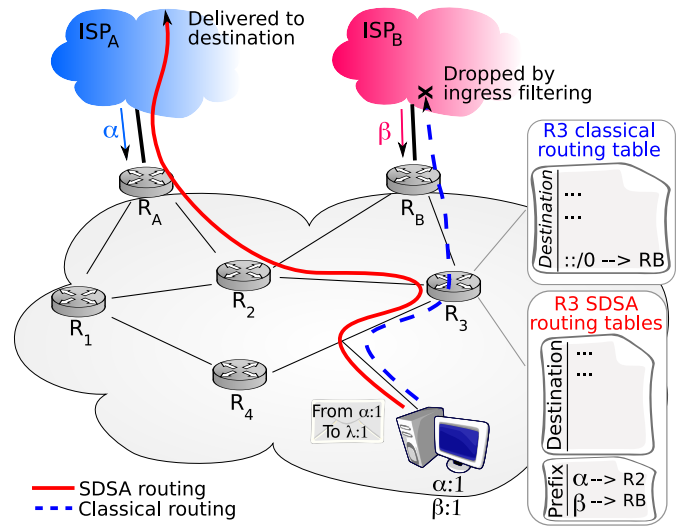 ISPA
Delivered to
destination
ISPB
Dropped by
ingress filtering
α
β
RA
RB
R1
R2
R3
R4
From α:1
To λ:1
α:1
β:1
R3 classical
routing table
Destination
...
...
::/0 --> RB
R3 SDSA
routing tables
Destination
...
...
Prefix
α --> R2
β --> RB
SDSA routing
Classical routing